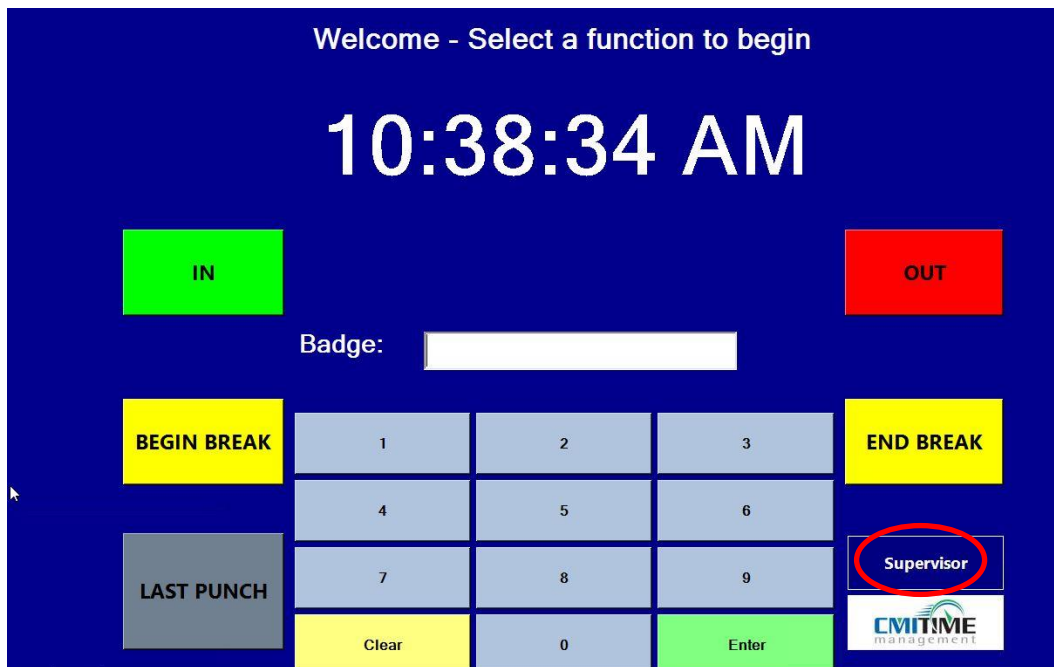 Welcome - Select a function to begin
10:38:34 AM
IN
OUT
Badge:
BEGIN BREAK
1
2
3
END BREAK
4
5
6
LAST PUNCH
7
8
9
Supervisor
Clear
0
Enter
CMITIME
management